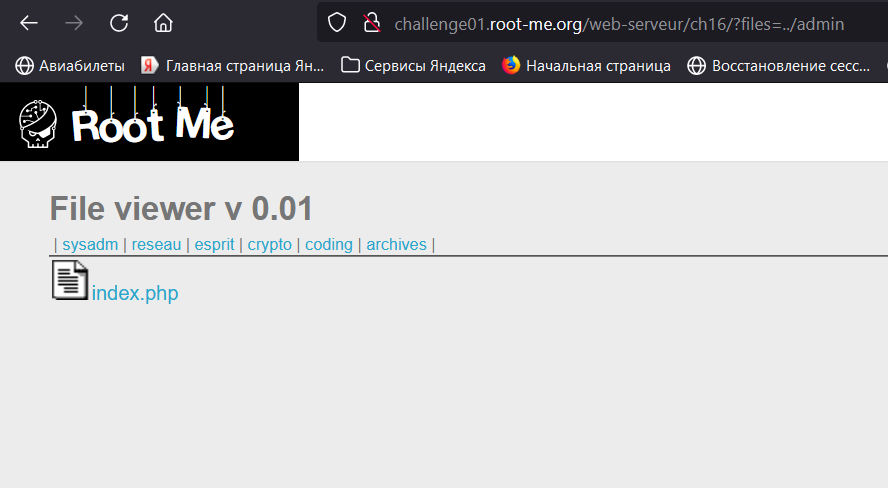 challenge01.root-me.org/web-serveur/ch16/?files=../admin
Авиабилеты Главная страница Ян... Сервисы Яндекса Начальная страница Восстановление сесс...
Root Me
File viewer v 0.01
| sysadm | reseau | esprit | crypto | coding | archives |
index.php